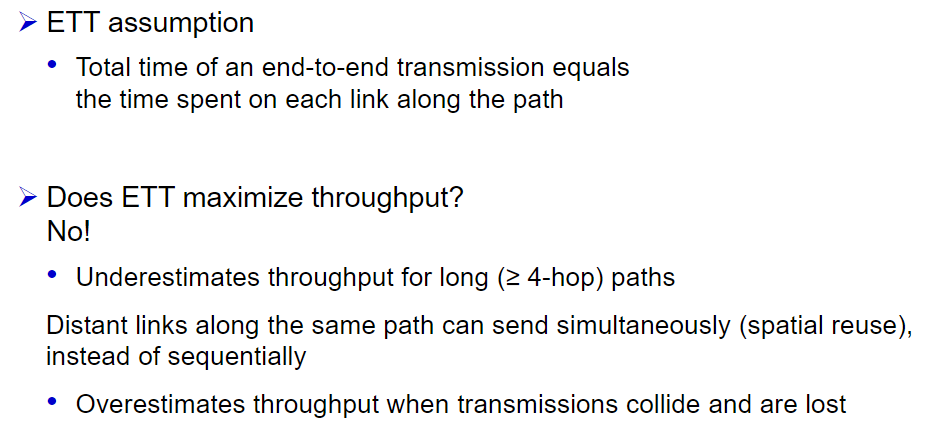 ➢ ETT assumption
• Total time of an end-to-end transmission equals
the time spent on each link along the path
➢ Does ETT maximize throughput?
No!
• Underestimates throughput for long (≥ 4-hop) paths
Distant links along the same path can send simultaneously (spatial reuse),
instead of sequentially
• Overestimates throughput when transmissions collide and are lost